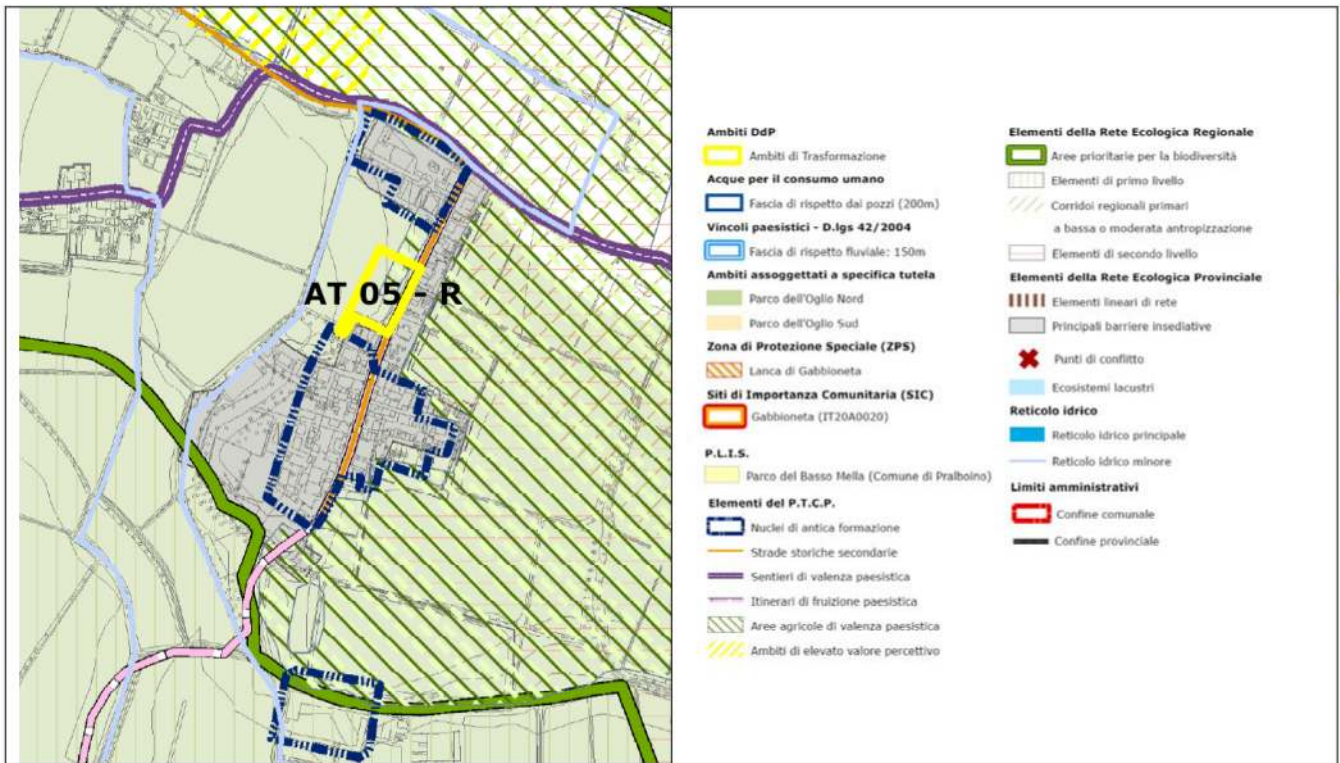 AT 05 - R
Ambiti DdP
Ambiti di Trasformazione
Acque per il consumo umano
Fascia di rispetto dai pozzi (200m)
Vincoli paesistici - D.lgs 42/2004
Fascia di rispetto fluviale: 150m
Ambiti assoggettati a specifica tutela
Parco dell'Oglio Nord
Parco dell'Oglio Sud
Zona di Protezione Speciale (ZPS)
Lanca di Gabbioneta
Siti di Importanza Comunitaria (SIC)
Gabbioneta (IT20A0020)
P.L.I.S.
Parco del Basso Mella (Comune di Pralboino)
Elementi del P.T.C.P.
Nuclei di antica formazione
Strade storiche secondarie
Sentieri di valenza paesistica
Itinerari di fruizione paesistica
Aree agricole di valenza paesistica
Ambiti di elevato valore percettivo
Elementi della Rete Ecologica Regionale
Aree prioritarie per la biodiversità
Elementi di primo livello
Corridoi regionali primari
a bassa o moderata antropizzazione
Elementi di secondo livello
Elementi della Rete Ecologica Provinciale
Elementi lineari di rete
Principali barriere insediative
Punti di conflitto
Ecosistemi lacustri
Reticolo idrico
Reticolo idrico principale
Reticolo idrico minore
Limiti amministrativi
Confine comunale
Confine provinciale